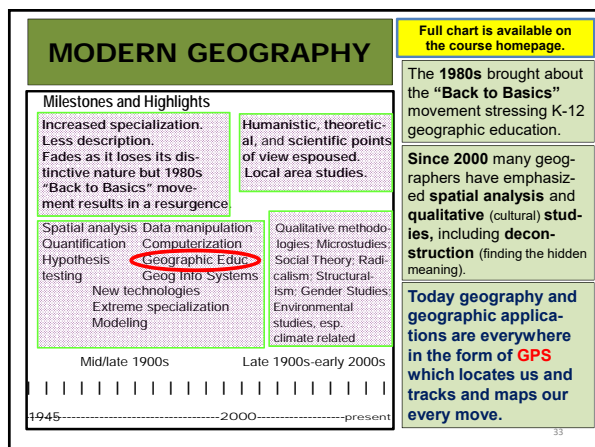 MODERN GEOGRAPHY
Milestones and Highlights
Increased specialization.
Less description.
Fades as it loses its dis-
tinctive nature but 1980s
“Back to Basics” move-
ment results in a resurgence.
Humanistic, theoretic-
al, and scientific points
of view espoused.
Local area studies.
Spatial analysis Data manipulation
Quantification Computerization
Hypothesis Geographic Educ
testing Geog Info Systems
New technologies
Extreme specialization
Modeling
Qualitative methodo-
logies; Microstudies;
Social Theory; Radi-
calism; Structural-
ism; Gender Studies;
Environmental
studies, esp.
climate related
Mid/late 1900s
Late 1900s-early 2000s
1945-----------------------------2000-------------------present
Full chart is available on
the course homepage.
The 1980s brought about
the “Back to Basics”
movement stressing K-12
geographic education.
Since 2000 many geog-
raphers have emphasiz-
ed spatial analysis and
qualitative (cultural) stud-
ies, including decon-
struction (finding the hidden
meaning).
Today geography and
geographic applica-
tions are everywhere
in the form of GPS
which locates us and
tracks and maps our
every move.
33